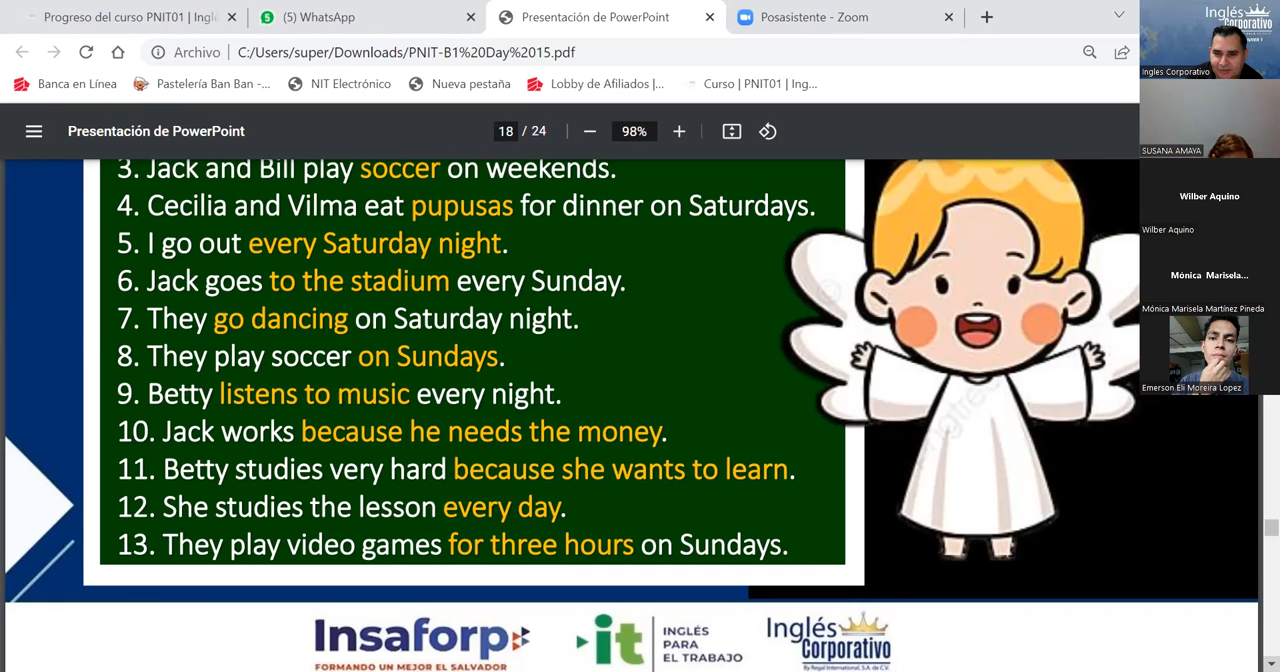 Progreso del curso PNIT01 | Inglé
(5) WhatsApp
Presentación de PowerPoint
Posasistente - Zoom
Archivo
C:/Users/super/Downloads/PNIT-B1%20Day%2015.pdf
Banca en Línea
Pastelería Ban Ban -...
NIT Electrónico
Nueva pestaña
Lobby de Afiliados |...
Curso | PNIT01 | Ing...
Presentación de PowerPoint
18 / 24
98%
3. Jack and Bill play soccer on weekends.
4. Cecilia and Vilma eat pupusas for dinner on Saturdays.
5. I go out every Saturday night.
6. Jack goes to the stadium every Sunday.
7. They go dancing on Saturday night.
8. They play soccer on Sundays.
9. Betty listens to music every night.
10. Jack works because he needs the money.
11. Betty studies very hard because she wants to learn.
12. She studies the lesson every day.
13. They play video games for three hours on Sundays.
Insaforp
FORMANDO UN MEJOR EL SALVADOR
it
INGLÉS
PARA
EL TRABAJO
Inglés
Corporativo
By Regal International, S.A. de C.V.
Inglés
Corporativo
Ingles Corporativo
SUSANA AMAYA
Wilber Aquino
Wilber Aquino
Mónica Marisela...
Mónica Marisela Martínez Pineda
Emerson Elí Moreira Lopez